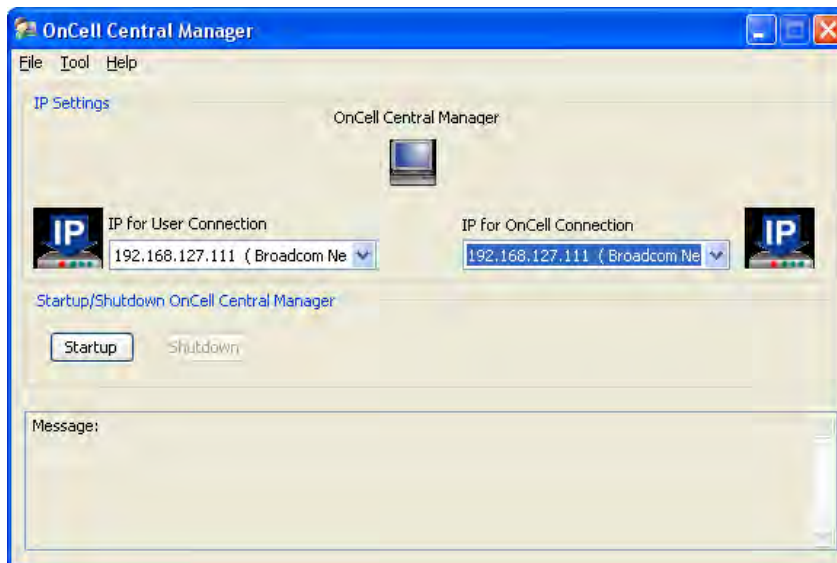 OnCell Central Manager
File Tool Help
IP Settings
OnCell Central Manager
IP IP for User Connection IP for OnCell Connection IP
192.168.127.111 ( Broadcom Ne 192.168.127.111 ( Broadcom Ne
Startup/Shutdown OnCell Central Manager
Startup Shutdown
Message: